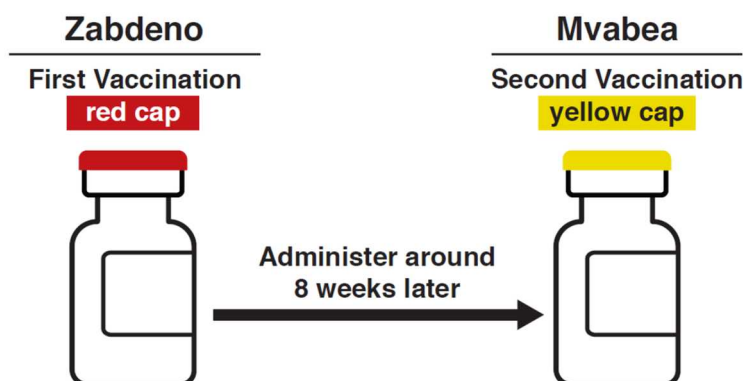 Zabdeno
First Vaccination
red cap
Administer around
8 weeks later
Mvabea
Second Vaccination
yellow cap